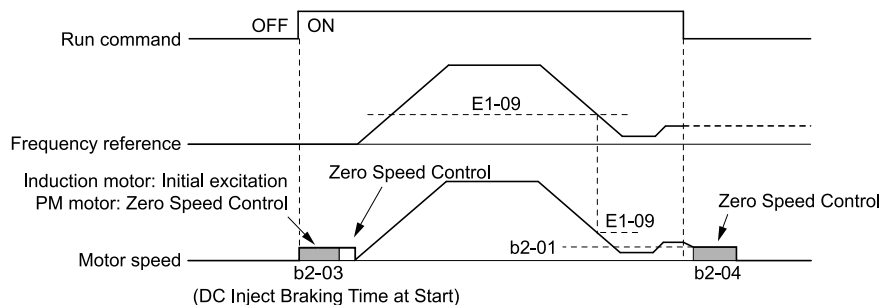 Run command
OFF
ON
E1-09
Frequency reference
Induction motor: Initial excitation
PM motor: Zero Speed Control
Zero Speed Control
Zero Speed Control
E1-09
b2-01
Motor speed
b2-03
b2-04
(DC Inject Braking Time at Start)